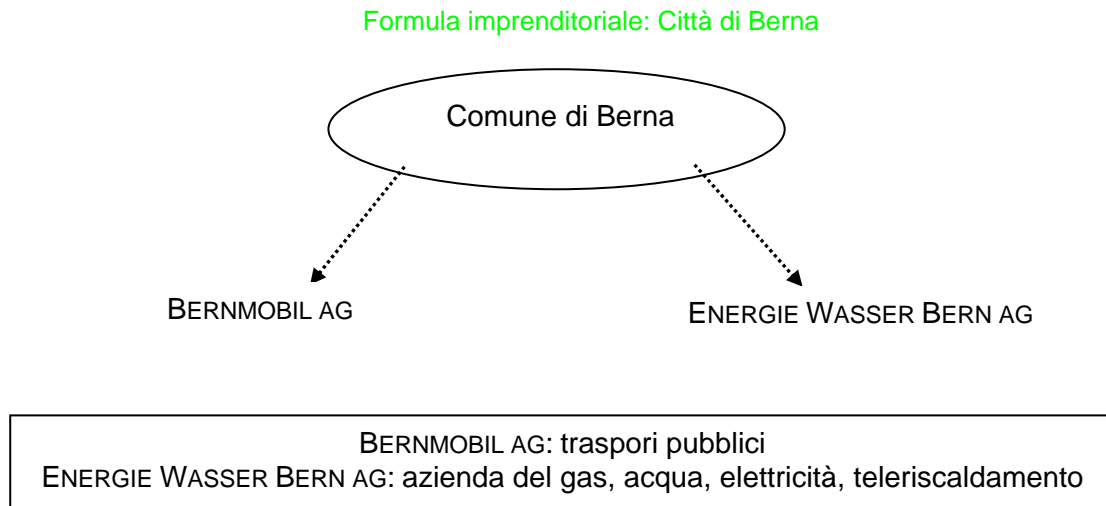 Formula imprenditoriale: Città di Berna
Comune di Berna
BERNMOBIL AG
ENERGIE WASSER BERN AG
BERNMOBIL AG: traspori pubblici
ENERGIE WASSER BERN AG: azienda del gas, acqua, elettricità, teleriscaldamento